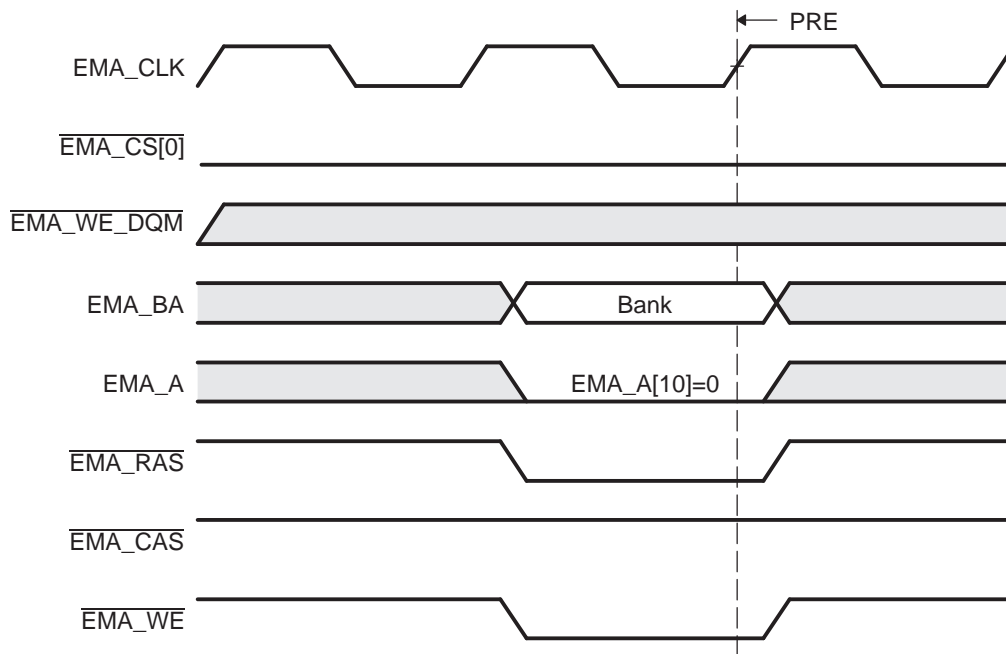 PRE
EMA_CLK
EMA_CS[0]
EMA_WE_DQM
EMA_BA
Bank
EMA_A
EMA_A[10]=0
EMA_RAS
EMA_CAS
EMA_WE